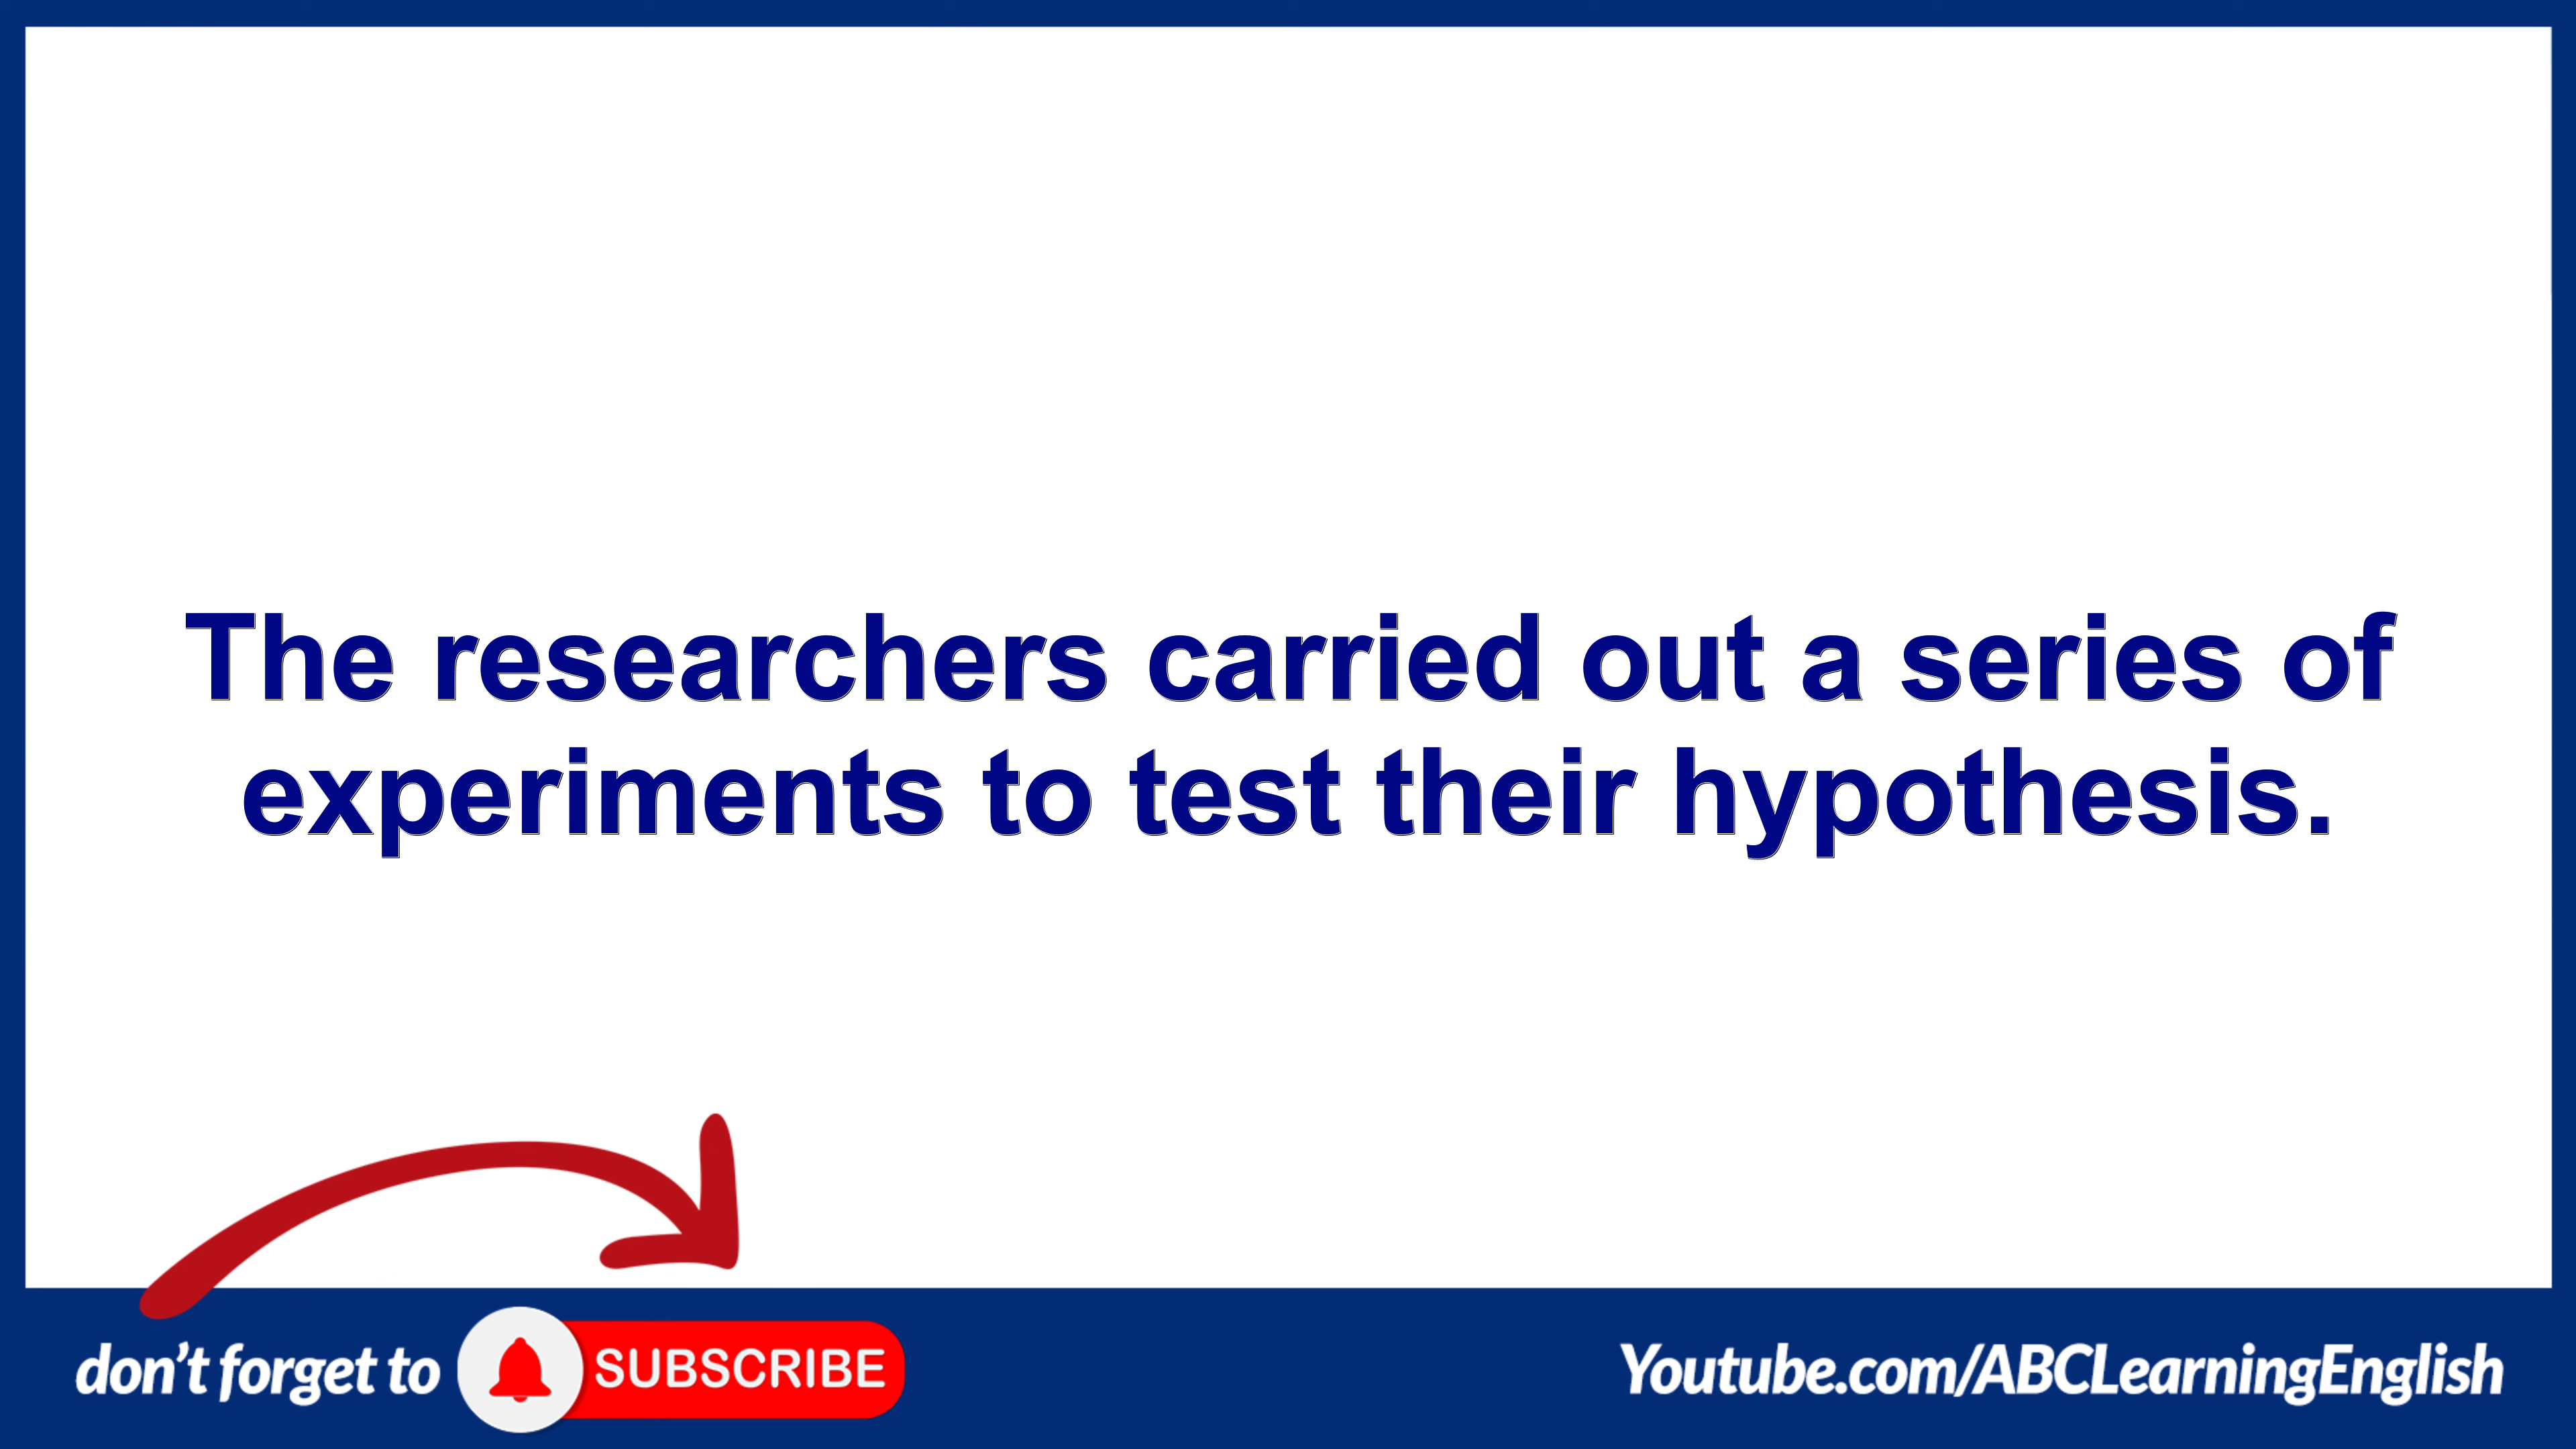 The researchers carried out a series of
experiments to test their hypothesis.
don't forget to SUBSCRIBE
Youtube.com/ABCLearningEnglish